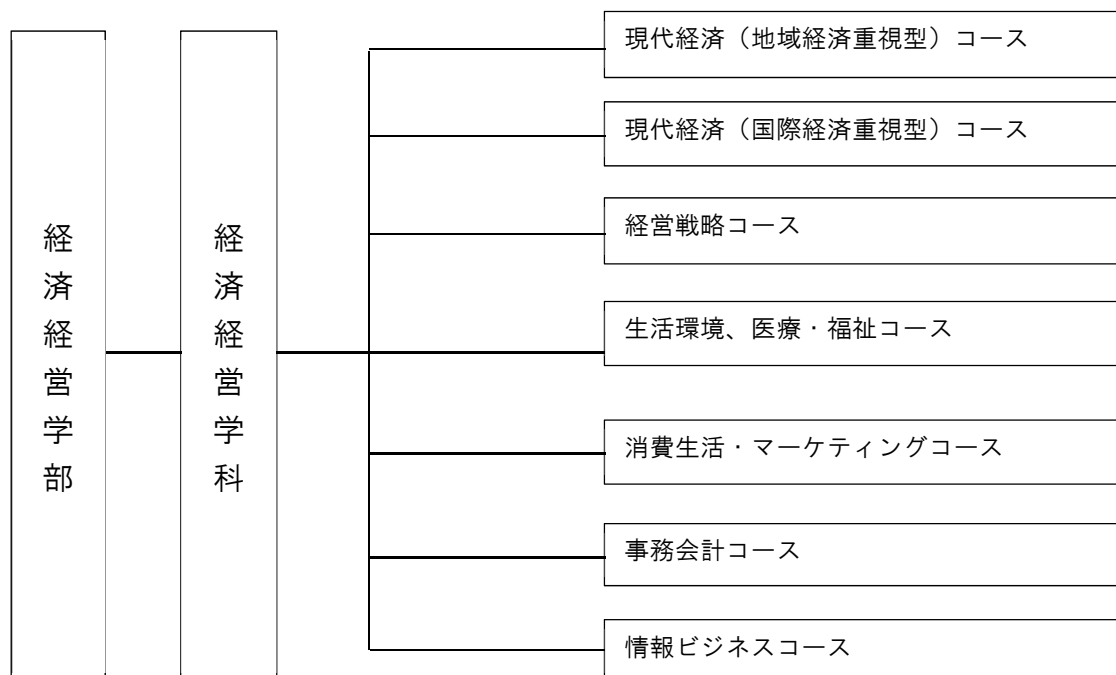 経済経営学部
経済経営学科
現代経済（地域経済重視型）コース
現代経済（国際経済重視型）コース
経営戦略コース
生活環境、医療・福祉コース
消費生活・マーケティングコース
事務会計コース
情報ビジネスコース